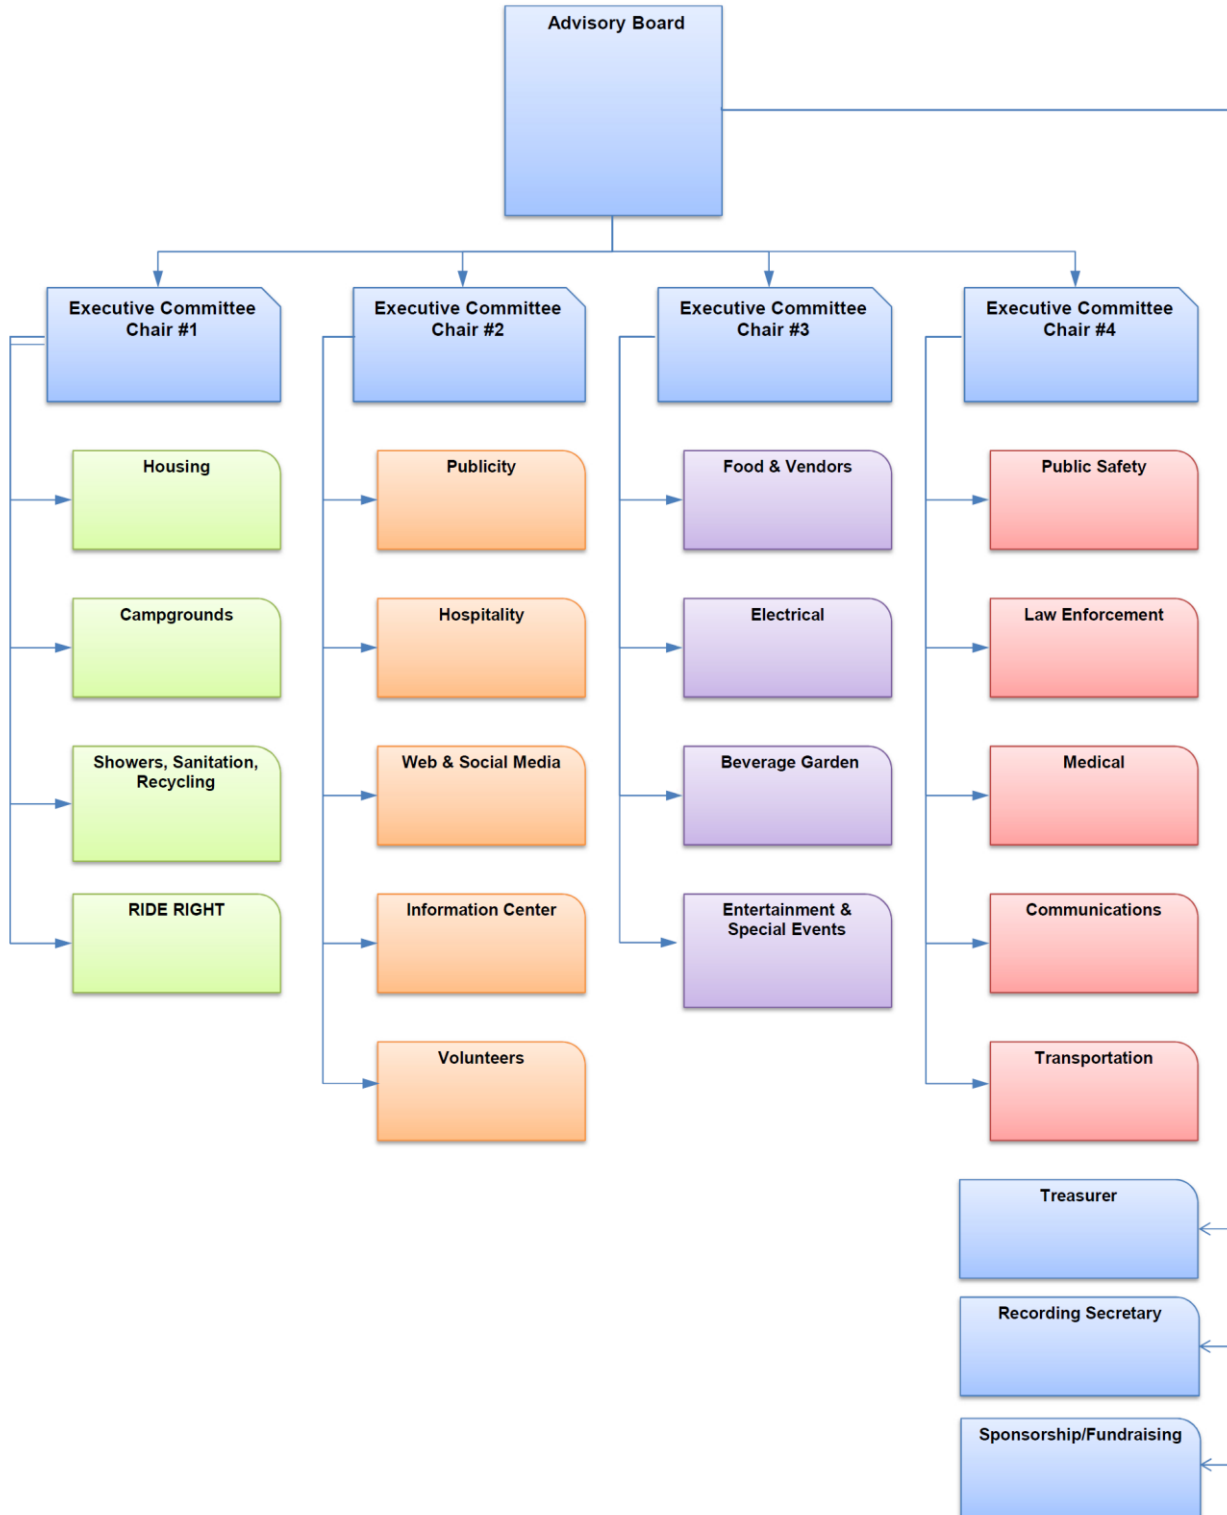 Advisory Board
Executive Committee
Chair #1
Executive Committee
Chair #2
Executive Committee
Chair #3
Executive Committee
Chair #4
Housing
Publicity
Food & Vendors
Public Safety
Campgrounds
Hospitality
Electrical
Law Enforcement
Showers, Sanitation,
Recycling
Web & Social Media
Beverage Garden
Medical
RIDE RIGHT
Information Center
Entertainment &
Special Events
Communications
Volunteers
Transportation
Treasurer
Recording Secretary
Sponsorship/Fundraising